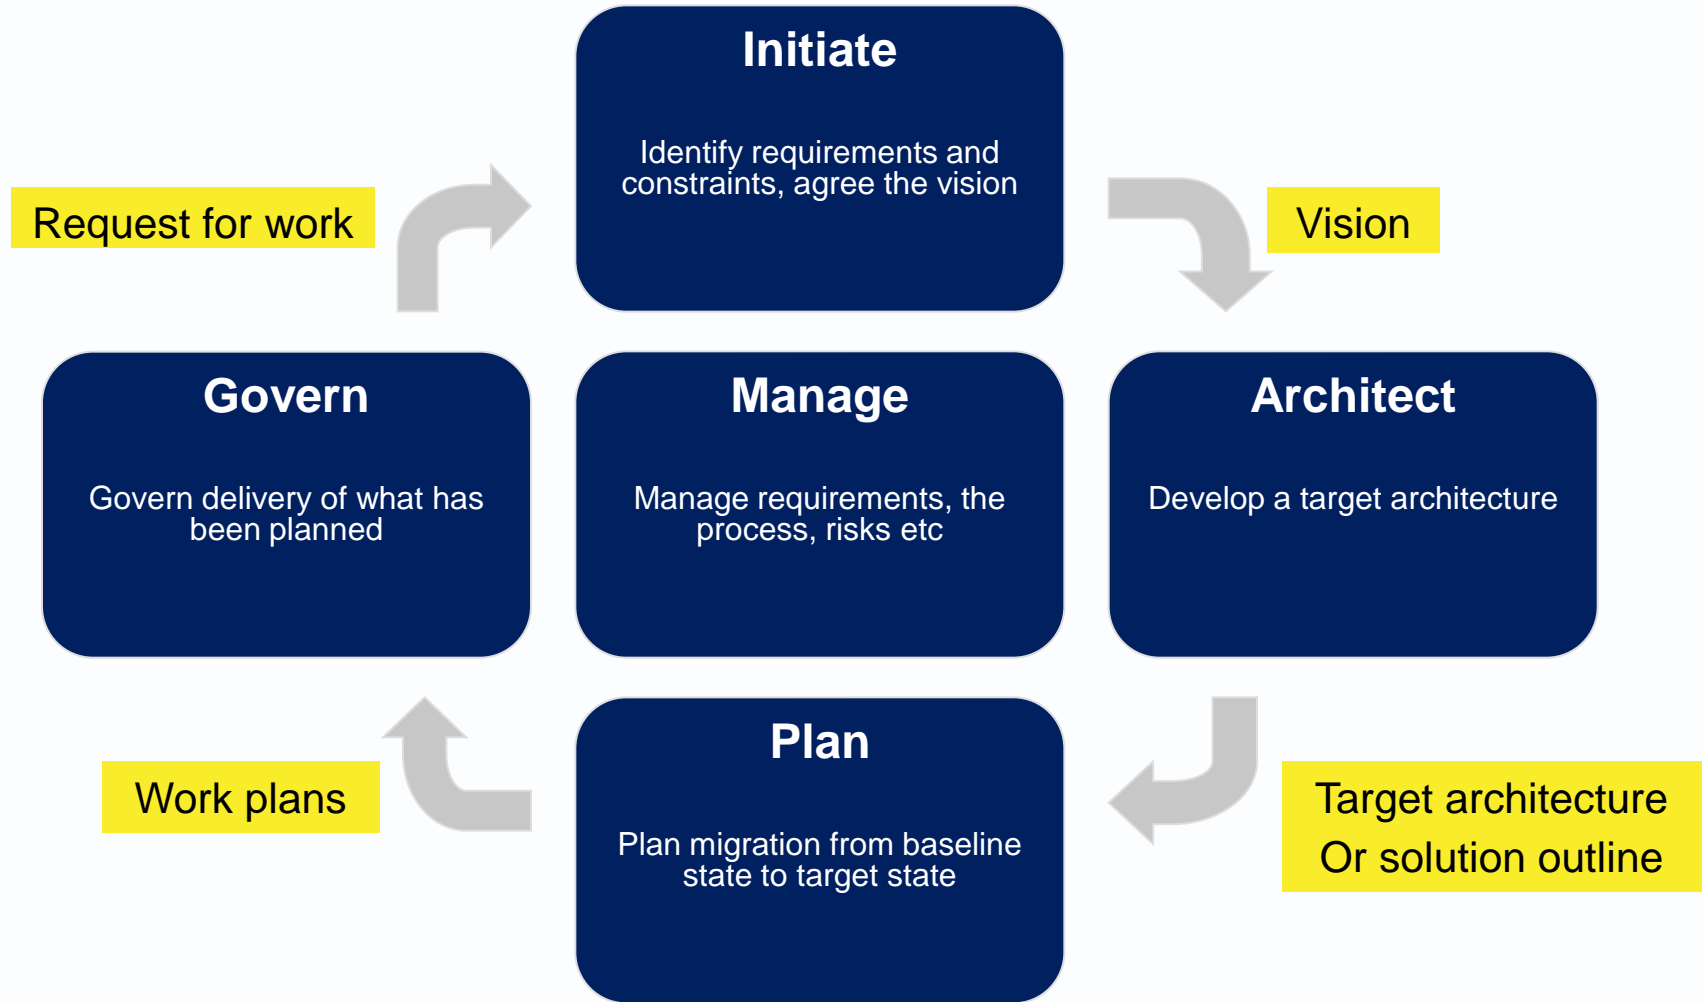 Initiate
Identify requirements and
constraints, agree the vision
Request for work
Vision
Govern
Govern delivery of what has
been planned
Manage
Manage requirements, the
process, risks etc
Architect
Develop a target architecture
Plan
Plan migration from baseline
state to target state
Work plans
Target architecture
Or solution outline